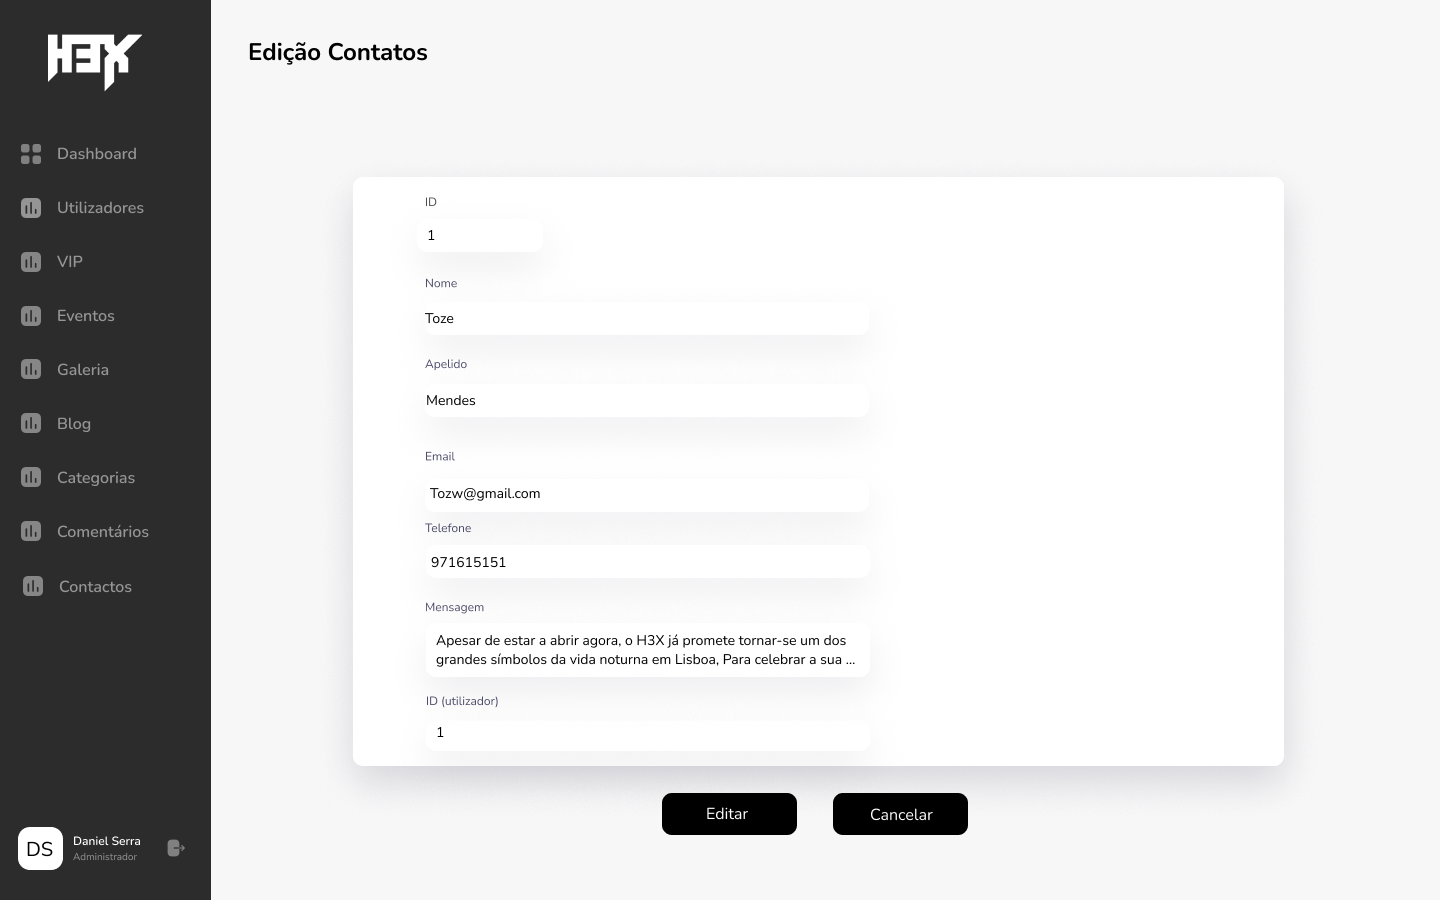 H3X
Edição Contatos
Dashboard
Utilizadores
VIP
Eventos
Galeria
Blog
Categorias
Comentários
Contactos
ID
1
Nome
Toze
Apelido
Mendes
Email
Tozw@gmail.com
Telefone
971615151
Mensagem
Apesar de estar a abrir agora, o H3X já promete tornar-se um dos
grandes símbolos da vida noturna em Lisboa, Para celebrar a sua ...
ID (utilizador)
1
Editar
Cancelar
DS
Daniel Serra
Administrador